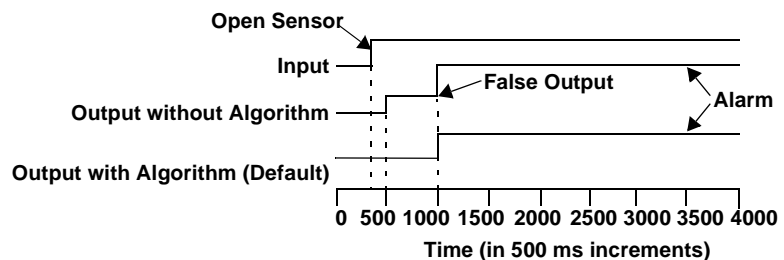 Open Sensor
Input
False Output
Output without Algorithm
Alarm
Output with Algorithm (Default)
0 500 1000 1500 2000 2500 3000 3500 4000
Time (in 500 ms increments)